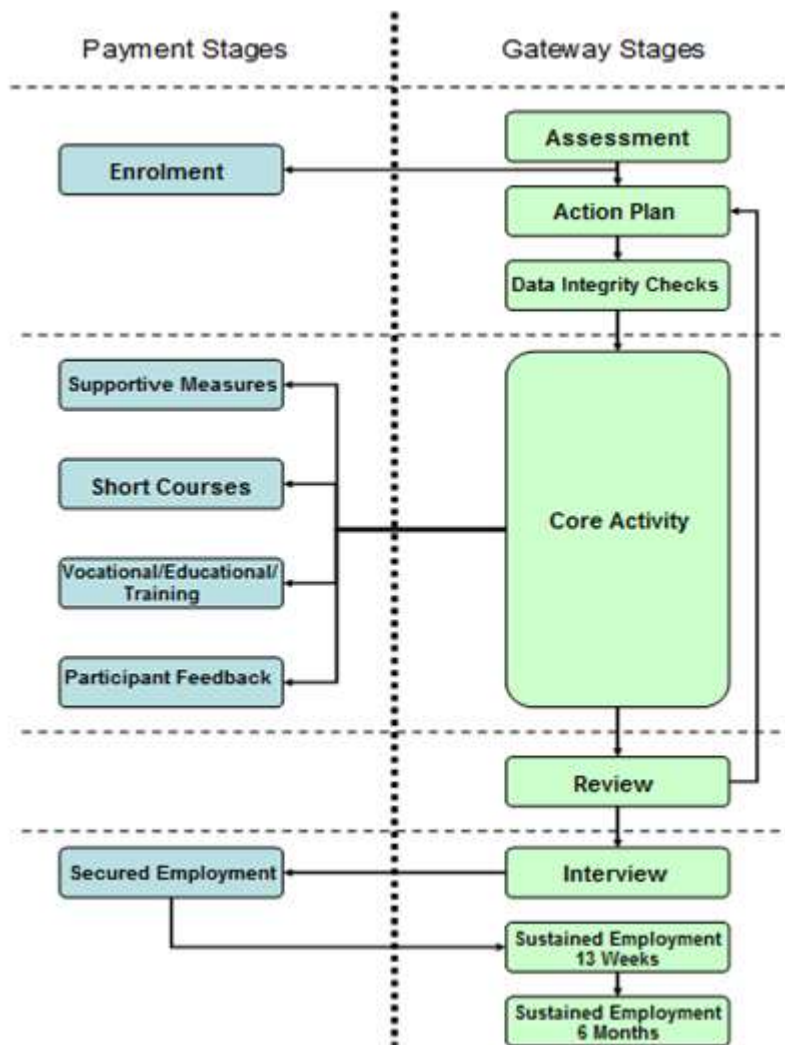 Payment Stages
Gateway Stages
Assessment
Enrolment
Action Plan
Data Integrity Checks
Supportive Measures
Short Courses
Core Activity
Vocational/Educational/
Training
Participant Feedback
Review
Secured Employment
Interview
Sustained Employment
13 Weeks
Sustained Employment
6 Months